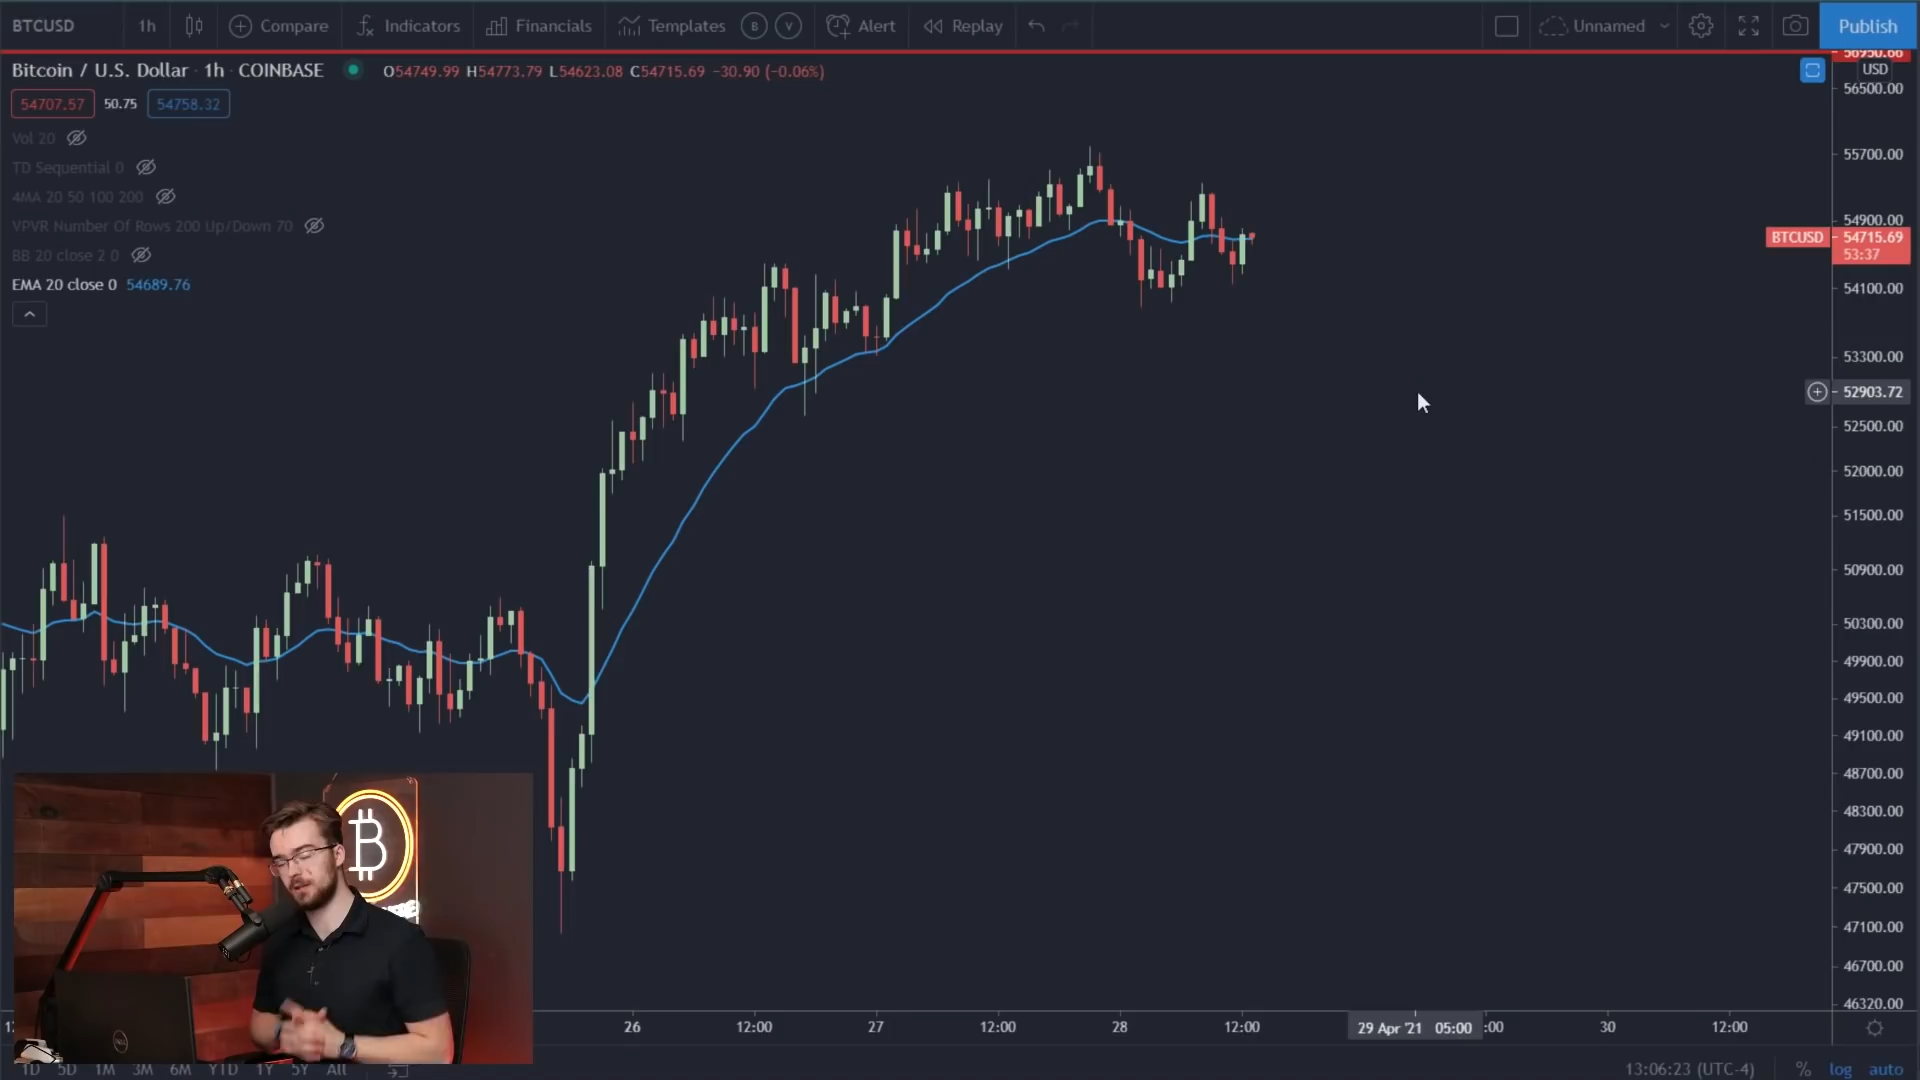 BTCUSD 1h Compare Indicators Financials Templates B V Alert Replay Unnamed Publish
Bitcoin / U.S. Dollar · 1h · COINBASE O54749.99 H54773.79 L54623.08 C54715.69 −30.90 (−0.06%)
54707.57 50.75 54758.32
Vol 20
TD Sequential 0
4MA 20 50 100 200
VPVR Number Of Rows 200 Up/Down 70
BB 20 close 2 0
EMA 20 close 0 54689.76
56950.66
USD
56500.00
55700.00
54900.00
BTCUSD 54715.69
53:37
54100.00
53300.00
52903.72
52500.00
52000.00
51500.00
50900.00
50300.00
49900.00
49500.00
49100.00
48700.00
48300.00
47900.00
47500.00
47100.00
46700.00
46320.00
26 12:00 27 12:00 28 12:00 29 Apr '21 05:00 :00 30 12:00
1D 5D 1M 3M 6M YTD 1Y 5Y All 13:06:23 (UTC-4) % log auto